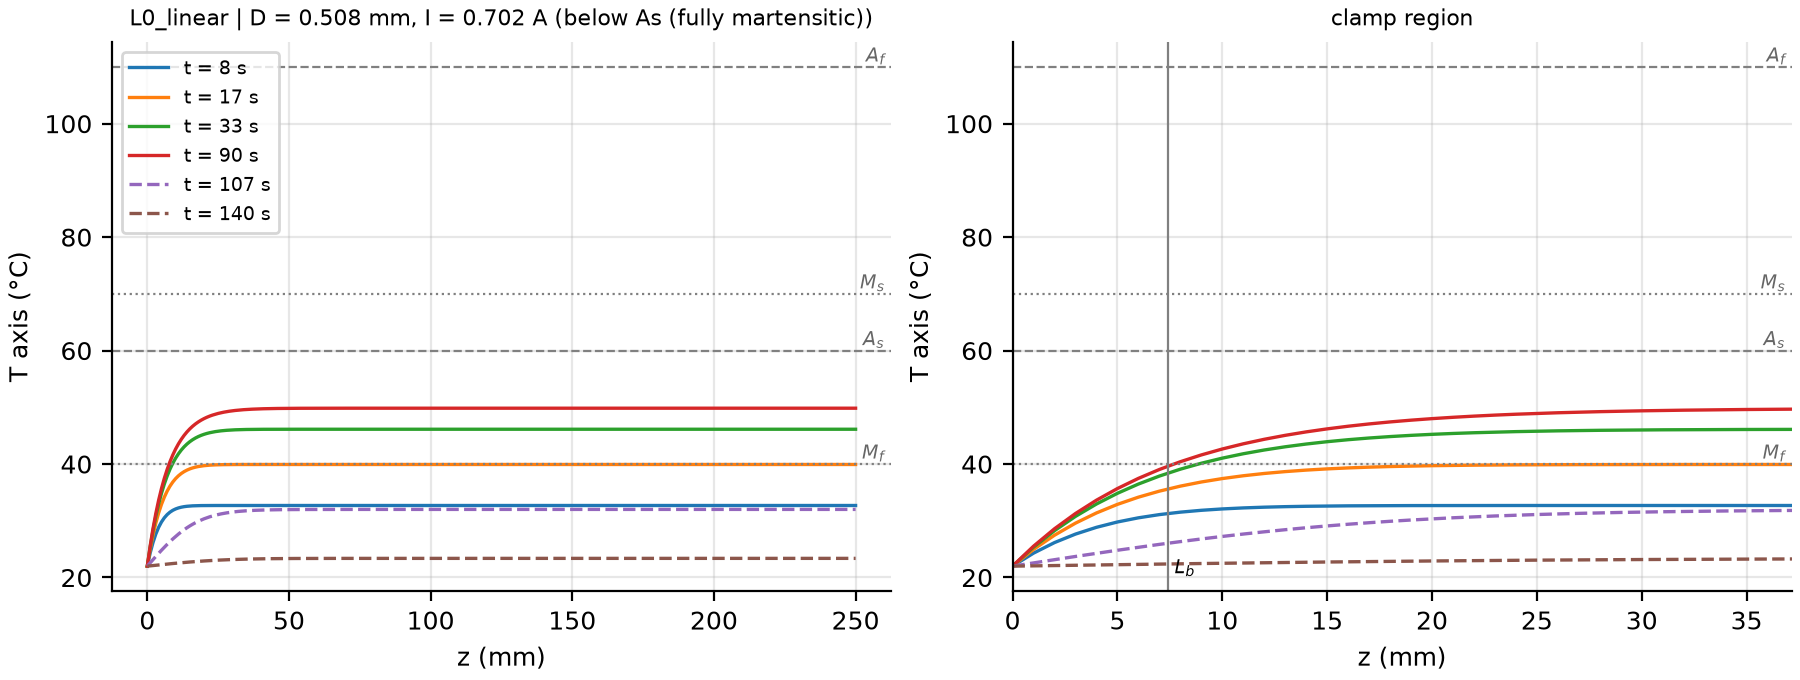 L0_linear | D = 0.508 mm, I = 0.702 A (below As (fully martensitic))
t = 8 s
t = 17 s
t = 33 s
t = 90 s
t = 107 s
t = 140 s
A_f
M_s
A_s
M_f
T axis (°C)
100
80
60
40
20
0
50
100
150
200
250
z (mm)
clamp region
A_f
M_s
A_s
M_f
L_b
T axis (°C)
100
80
60
40
20
0
5
10
15
20
25
30
35
z (mm)